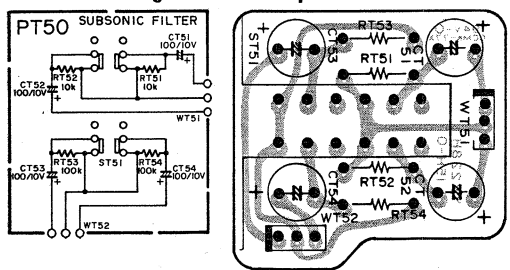 PT50
SUBSONIC FILTER
CT51
100/10V
RT52
10k
RT51
10k
CT52
100/10V
WT51
CT53
100/10V
RT53
100k
ST51
RT54
100k
CT54
100/10V
WT52
ST51
CT53
RT53
CT51
RT51
WT51
CT54
RT52
CT52
WT52
RT54